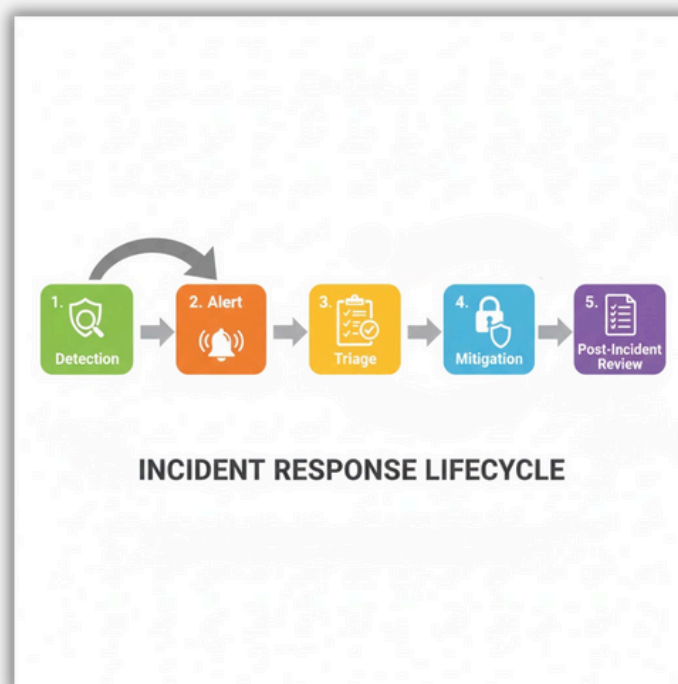 1.
Detection
2. Alert
3.
Triage
4.
Mitigation
5.
Post-Incident
Review
INCIDENT RESPONSE LIFECYCLE